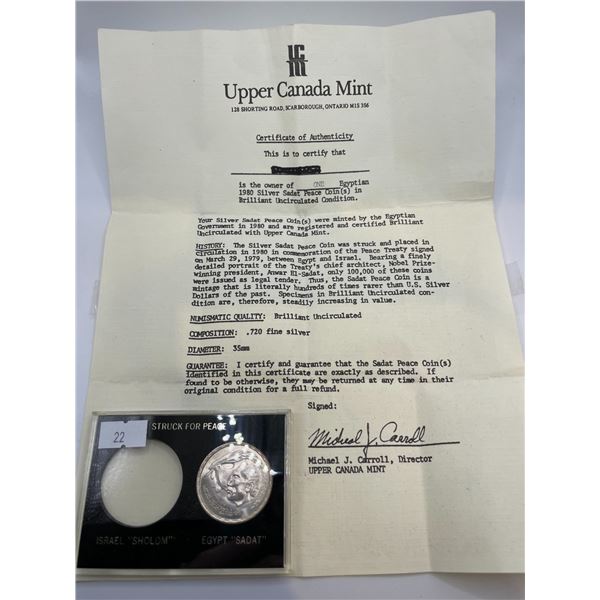 Upper Canada Mint
128 SHORTING ROAD, SCARBOROUGH, ONTARIO M1S 3S6
Certificate of Authenticity
This is to certify that
is the owner of ONE Egyptian
1980 Silver Sadat Peace Coin(s) in
Brilliant Uncirculated Condition.
Your Silver Sadat Peace Coin(s) were minted by the Egyptian
Government in 1980 and are registered and certified Brilliant
Uncirculated with Upper Canada Mint.
HISTORY: The Silver Sadat Peace Coin was struck and placed in
circulation in 1980 in commemoration of the Peace Treaty signed
on March 29, 1979, between Egypt and Israel. Bearing a finely
detailed portrait of the Treaty's chief architect, Nobel Prize-
winning president, Anwar El-Sadat, only 100,000 of these coins
were issued as legal tender. Thus, the Sadat Peace Coin is a
mintage that is literally hundreds of times rarer than U.S. Silver
Dollars of the past. Specimens in Brilliant Uncirculated con-
dition are, therefore, steadily increasing in value.
NUMISMATIC QUALITY: Brilliant Uncirculated
COMPOSITION: .720 fine silver
DIAMETER: 35mm
GUARANTEE: I certify and guarantee that the Sadat Peace Coin(s)
identified in this certificate are exactly as described. If
found to be otherwise, they may be returned at any time in their
original condition for a full refund.
Signed:
Michael J. Carroll
Michael J. Carroll, Director
UPPER CANADA MINT
22
STRUCK FOR PEACE
ISRAEL "SHOLOM" EGYPT "SADAT"